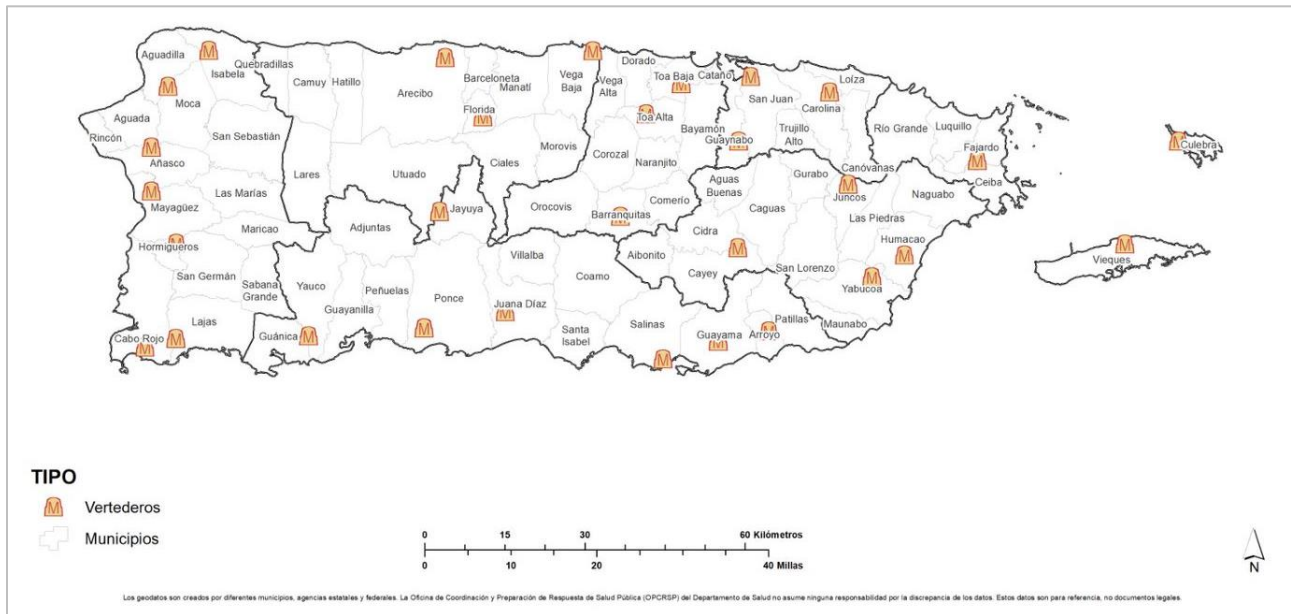 Aguadilla
Isabela
Quebradillas
Camuy
Hatillo
Arecibo
Barceloneta
Manatí
Florida
Vega
Baja
Vega
Alta
Dorado
Toa Baja
Cataño
Toa Alta
Bayamón
San Juan
Guaynabo
Carolina
Loíza
Trujillo
Alto
Canóvanas
Río Grande
Luquillo
Fajardo
Ceiba
Culebra
Moca
Aguada
Rincón
Añasco
San Sebastián
Las Marías
Mayagüez
Maricao
Hormigueros
San Germán
Sabana
Grande
Lajas
Cabo Rojo
Lares
Utuado
Ciales
Morovis
Corozal
Naranjito
Orocovis
Barranquitas
Comerío
Aguas
Buenas
Gurabo
Caguas
Juncos
Naguabo
Las Piedras
Humacao
Cidra
Aibonito
Cayey
San Lorenzo
Yabucoa
Maunabo
Patillas
Arroyo
Guayama
Salinas
Santa
Isabel
Coamo
Villalba
Juana Díaz
Ponce
Jayuya
Adjuntas
Peñuelas
Guayanilla
Yauco
Guánica
Vieques
TIPO
M Vertederos
Municipios
0 15 30 60 Kilómetros
0 10 20 40 Millas
N
Los geodatos son creados por diferentes municipios, agencias estatales y federales. La Oficina de Coordinación y Preparación de Respuesta de Salud Pública (OPCRSP) del Departamento de Salud no asume ninguna responsabilidad por la discrepancia de los datos. Estos datos son para referencia, no documentos legales.